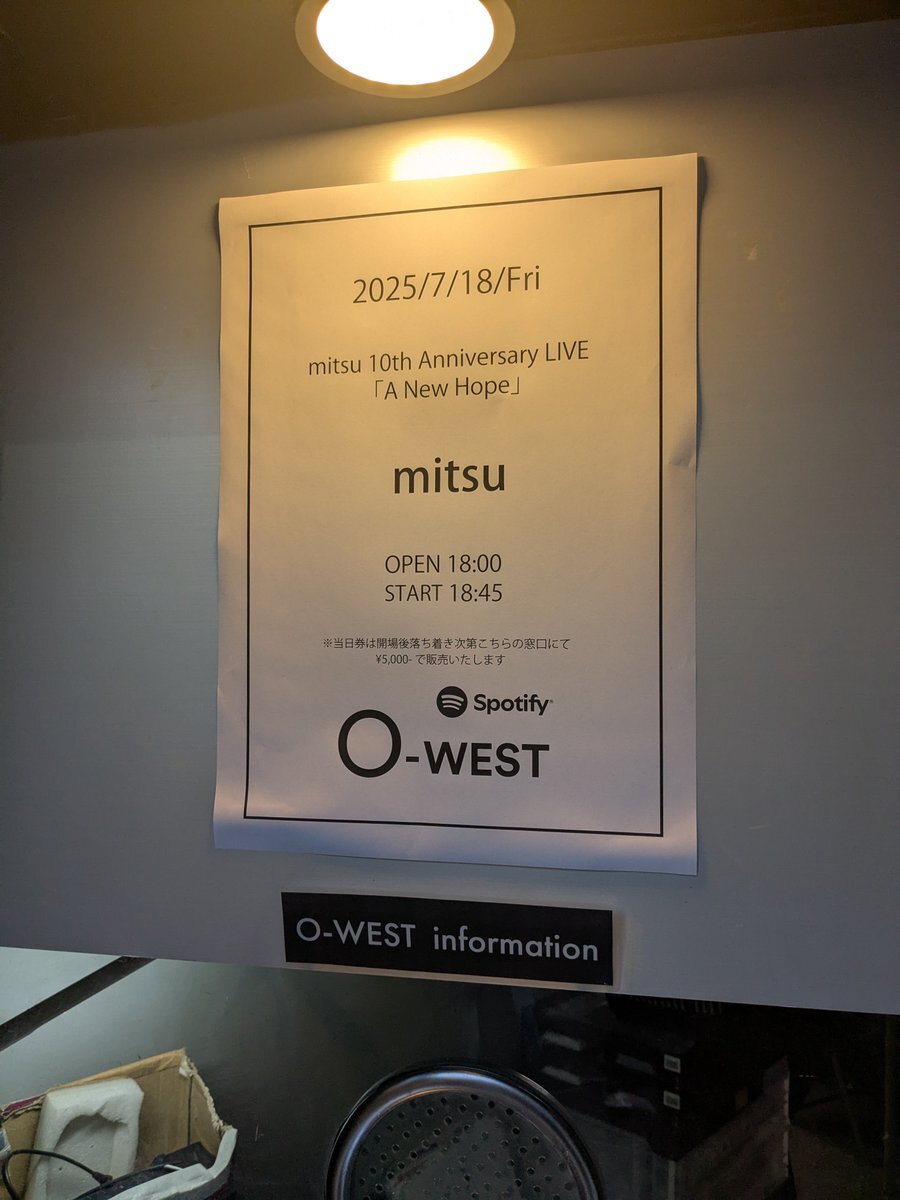 2025/7/18/Fri
mitsu 10th Anniversary LIVE
「A New Hope」
mitsu
OPEN 18:00
START 18:45
※当日券は開場後落ち着き次第こちらの窓口にて
¥5,000- で販売いたします
Spotify
O-WEST
O-WEST information